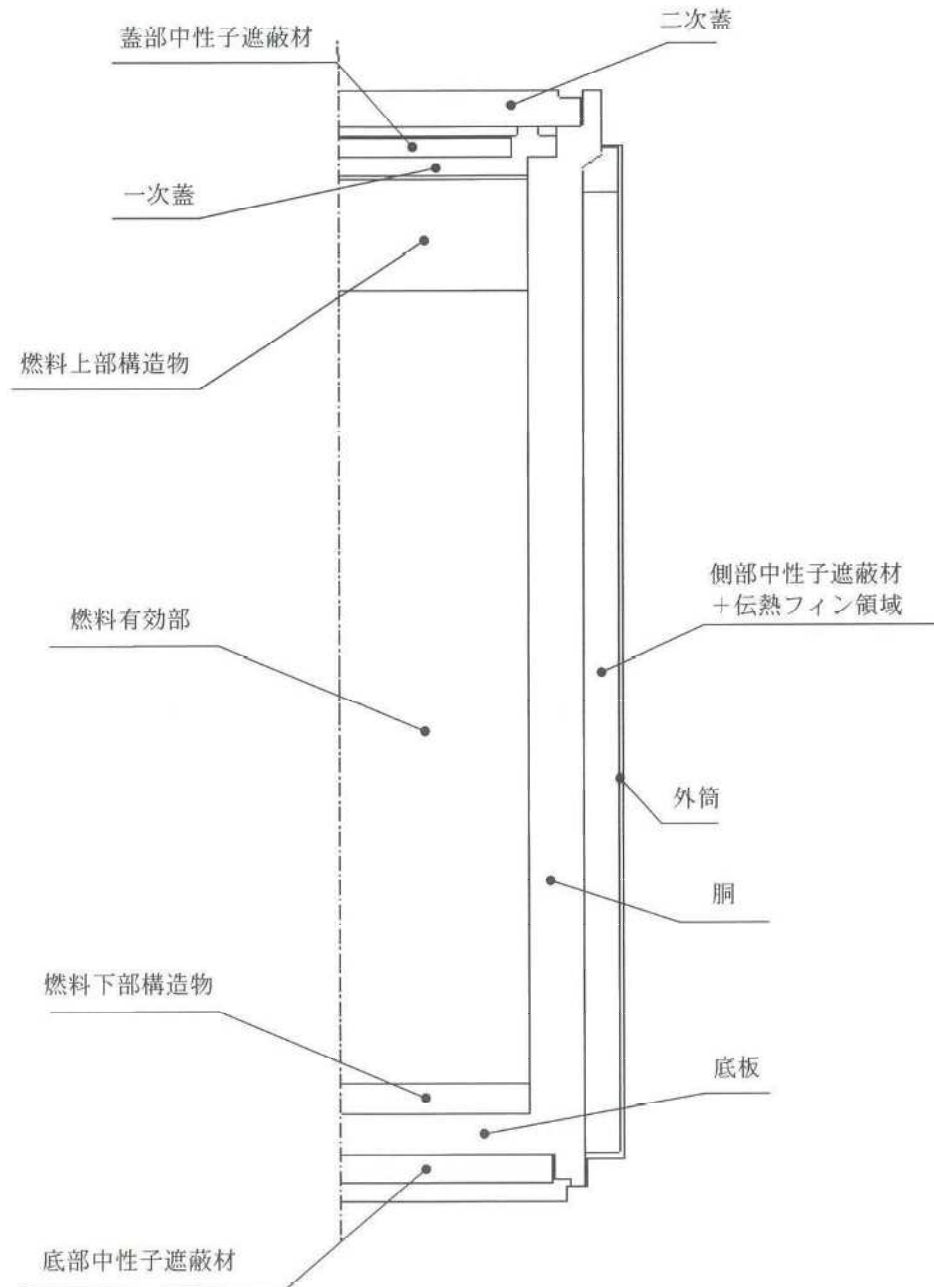 二次蓋
蓋部中性子遮蔽材
一次蓋
燃料上部構造物
側部中性子遮蔽材
+伝熱フィン領域
燃料有効部
外筒
胴
燃料下部構造物
底板
底部中性子遮蔽材